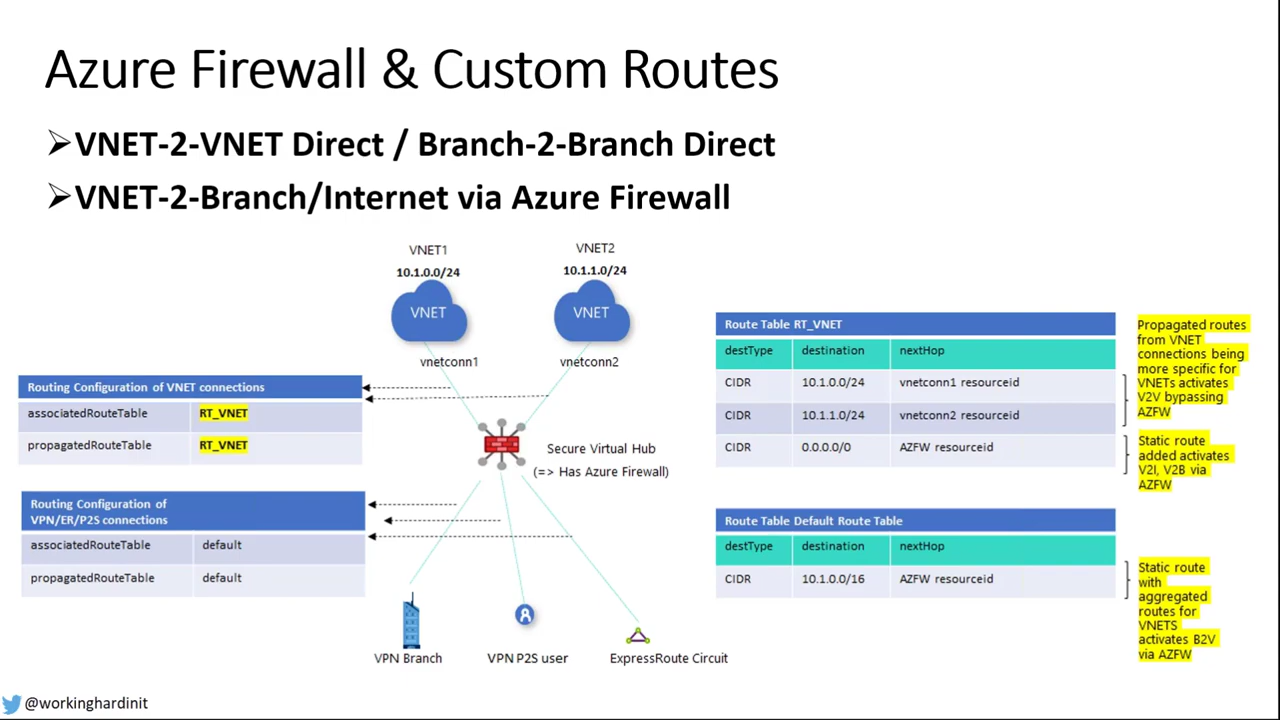 Azure Firewall & Custom Routes
➢VNET-2-VNET Direct / Branch-2-Branch Direct
➢VNET-2-Branch/Internet via Azure Firewall
VNET1
10.1.0.0/24
VNET
vnetconn1
VNET2
10.1.1.0/24
VNET
vnetconn2
Routing Configuration of VNET connections
associatedRouteTable RT_VNET
propagatedRouteTable RT_VNET
Secure Virtual Hub
(=> Has Azure Firewall)
Routing Configuration of
VPN/ER/P2S connections
associatedRouteTable default
propagatedRouteTable default
VPN Branch
VPN P2S user
ExpressRoute Circuit
Route Table RT_VNET
destType destination nextHop
CIDR 10.1.0.0/24 vnetconn1 resourceid
CIDR 10.1.1.0/24 vnetconn2 resourceid
CIDR 0.0.0.0/0 AZFW resourceid
Propagated routes
from VNET
connections being
more specific for
VNETs activates
V2V bypassing
AZFW
Static route
added activates
V2I, V2B via
AZFW
Route Table Default Route Table
destType destination nextHop
CIDR 10.1.0.0/16 AZFW resourceid
Static route
with
aggregated
routes for
VNETS
activates B2V
via AZFW
@workinghardinit